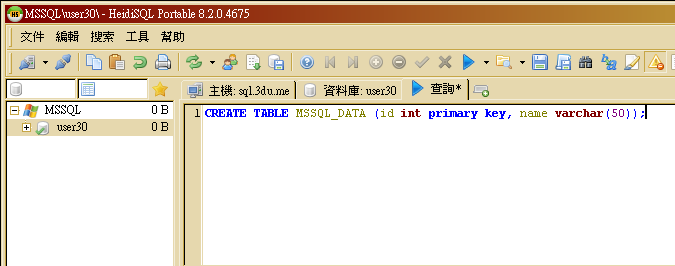 MSSQL\user30\ - HeidiSQL Portable 8.2.0.4675
文件 編輯 搜索 工具 幫助
主機: sql.3du.me 資料庫: user30 查詢*
MSSQL 0 B
user30 0 B
1 CREATE TABLE MSSQL_DATA (id int primary key, name varchar(50));